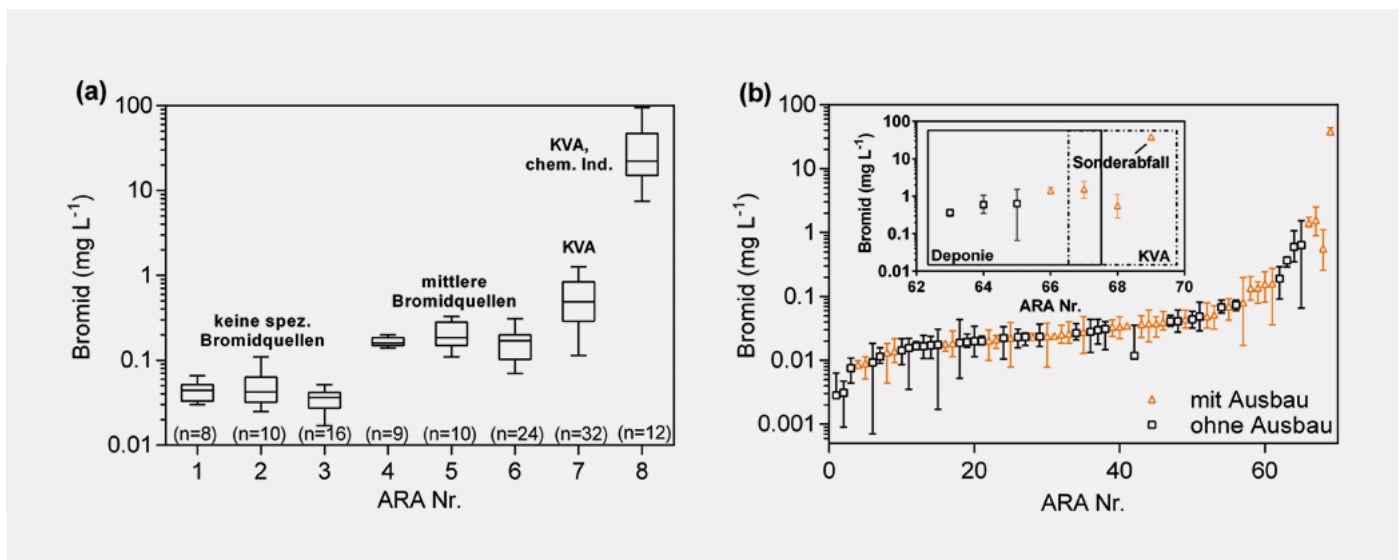 (a)
100
10
1
0.1
0.01
Bromid (mg L⁻¹)
keine spez.
Bromidquellen
mittlere
Bromidquellen
KVA
KVA,
chem. Ind.
(n=8) (n=10) (n=16) (n=9) (n=10) (n=24) (n=32) (n=12)
1 2 3 4 5 6 7 8
ARA Nr.
(b)
100
10
1
0.1
0.01
0.001
Bromid (mg L⁻¹)
100
10
1
0.1
0.01
Bromid (mg L⁻¹)
Sonderabfall
Deponie
KVA
62 64 66 68 70
ARA Nr.
mit Ausbau
ohne Ausbau
0 20 40 60
ARA Nr.